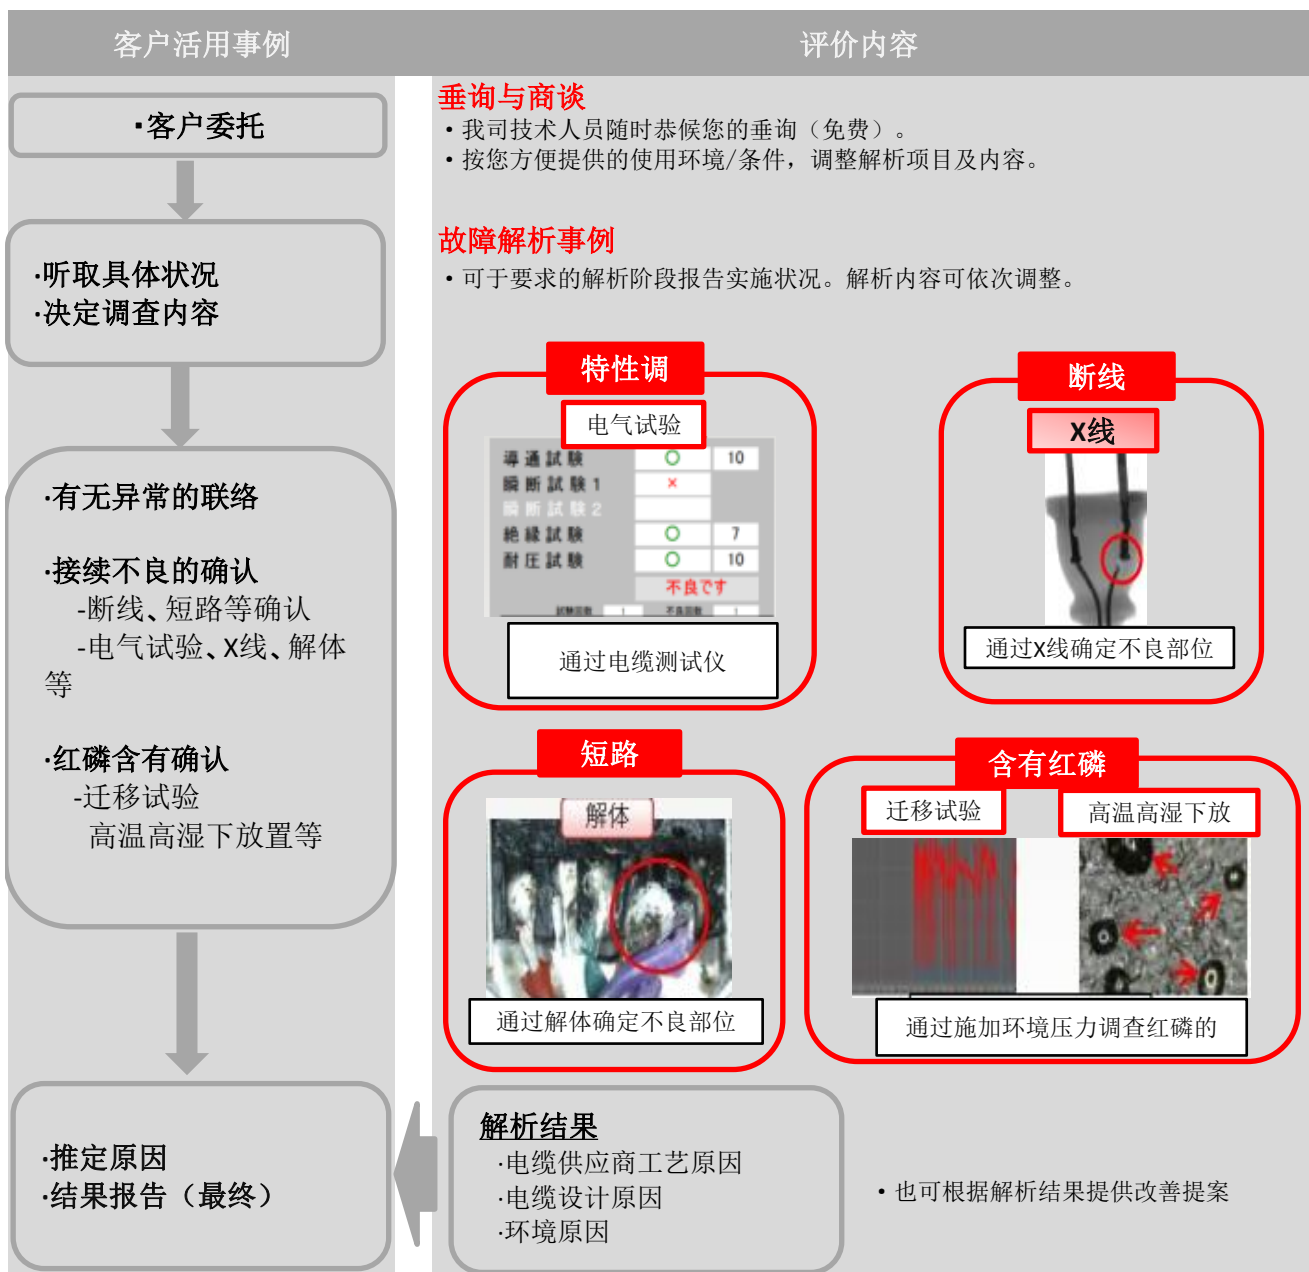 客户活用事例
评价内容
▪客户委托
·听取具体状况
·决定调查内容
·有无异常的联络
·接续不良的确认
-断线、短路等确认
-电气试验、X线、解体
等
·红磷含有确认
-迁移试验
高温高湿下放置等
·推定原因
·结果报告（最终）
垂询与商谈
•我司技术人员随时恭候您的垂询（免费）。
•按您方便提供的使用环境/条件，调整解析项目及内容。
故障解析事例
•可于要求的解析阶段报告实施状况。解析内容可依次调整。
特性调
电气试验
導通試験 ○ 10
瞬断試験1 ×
瞬断試験2
絶縁試験 ○ 7
耐圧試験 ○ 10
不良です
試験回数 1 不良回数 1
通过电缆测试仪
断线
X线
通过X线确定不良部位
短路
解体
通过解体确定不良部位
含有红磷
迁移试验
高温高湿下放
通过施加环境压力调查红磷的
解析结果
·电缆供应商工艺原因
·电缆设计原因
·环境原因
•也可根据解析结果提供改善提案